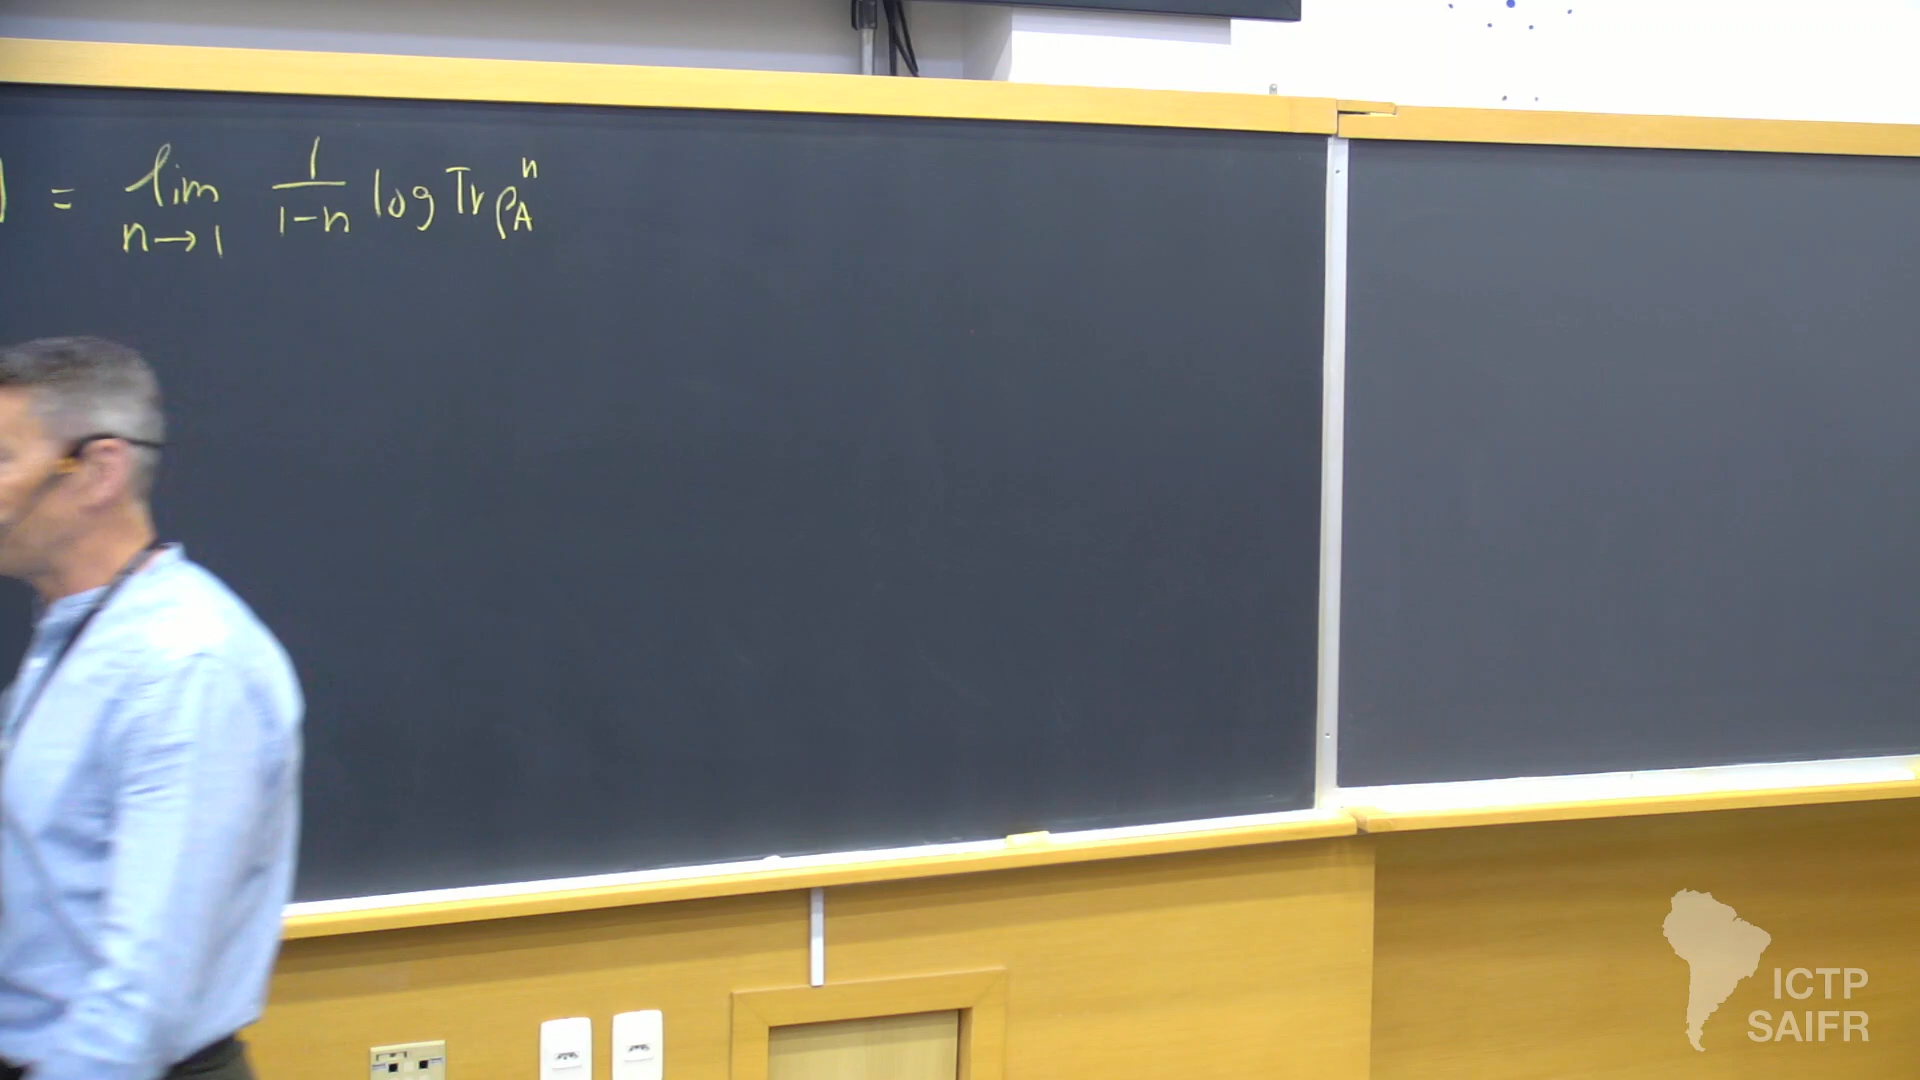 = lim n→1 1/1-n log Tr ρ_A^n
ICTP
SAIFR